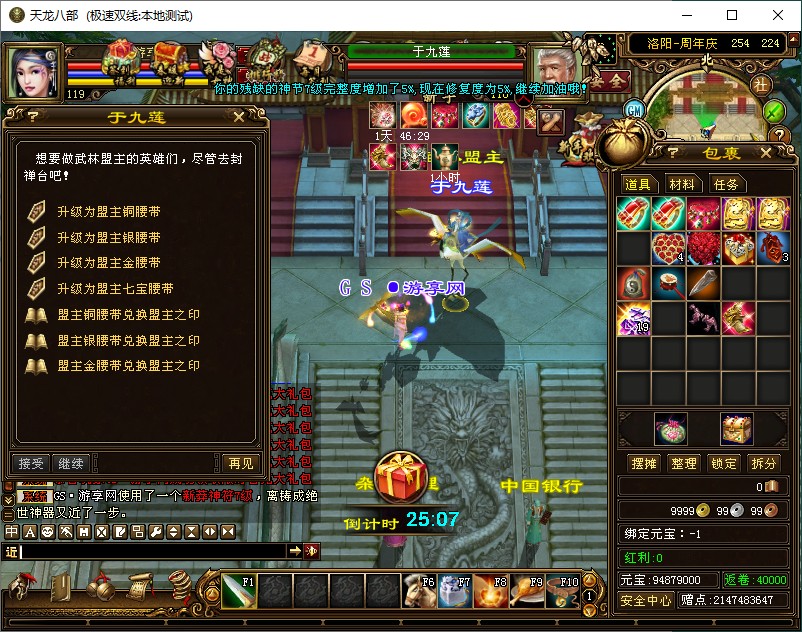 天龙八部 (极速双线:本地测试)
于九莲
洛阳-周年庆 254 224
北
安全
119
你的残缺的神节7级完整度增加了5%,现在修复度为5%,继续加油哦!
于九莲
想要做武林盟主的英雄们，尽管去封
禅台吧!
升级为盟主铜腰带
升级为盟主银腰带
升级为盟主金腰带
升级为盟主七宝腰带
盟主铜腰带兑换盟主之印
盟主银腰带兑换盟主之印
盟主金腰带兑换盟主之印
接受 继续 再见
1天 46:29
1小时
盟主
于九莲
GS 游享网
大礼包
大礼包
大礼包
大礼包
大礼包
系统 GS·游享网使用了一个新莽神符7级, 离铸成绝
世神器又近了一步。
中国银行
倒计时 25:07
近
F1 F6 F7 F8 F9 F10
1
社
GM
包裹
道具 材料 任务
4
3
19
摆摊 整理 锁定 拆分
0
9999 99 99
绑定元宝：-1
红利:0
元宝:94879000 返卷:40000
安全中心 赠点:2147483647